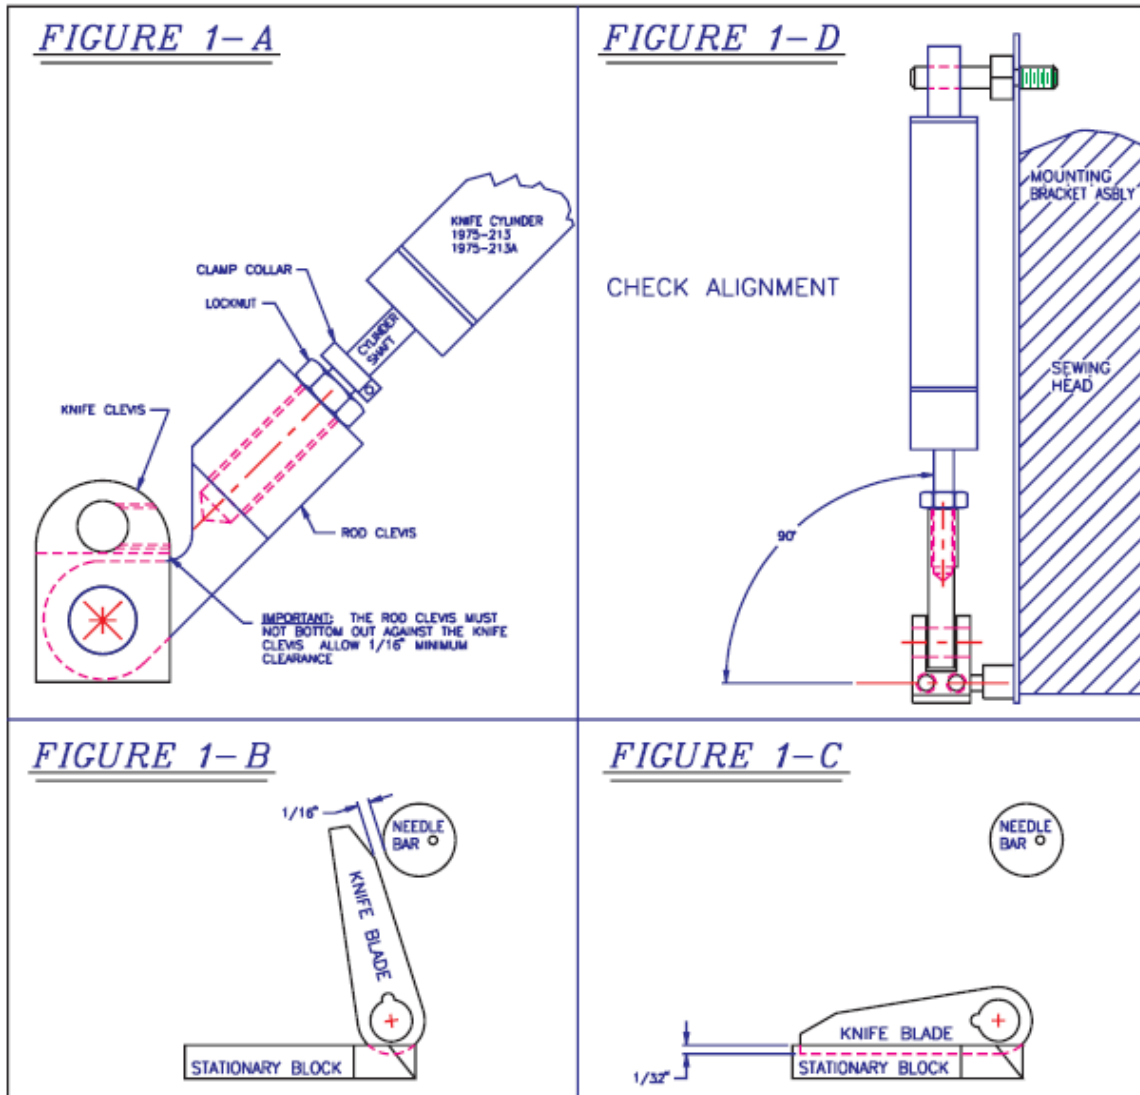 FIGURE 1-A
KNIFE CYLINDER
1975-213
1975-213A
CLAMP COLLAR
LOCKNUT
CYLINDER
SHAFT
KNIFE CLEVIS
ROD CLEVIS
IMPORTANT: THE ROD CLEVIS MUST
NOT BOTTOM OUT AGAINST THE KNIFE
CLEVIS ALLOW 1/16" MINIMUM
CLEARANCE
FIGURE 1-D
MOUNTING
BRACKET ASBLY
CHECK ALIGNMENT
SEWING
HEAD
90°
FIGURE 1-B
1/16"
NEEDLE
BAR
KNIFE BLADE
STATIONARY BLOCK
FIGURE 1-C
NEEDLE
BAR
KNIFE BLADE
STATIONARY BLOCK
1/32"